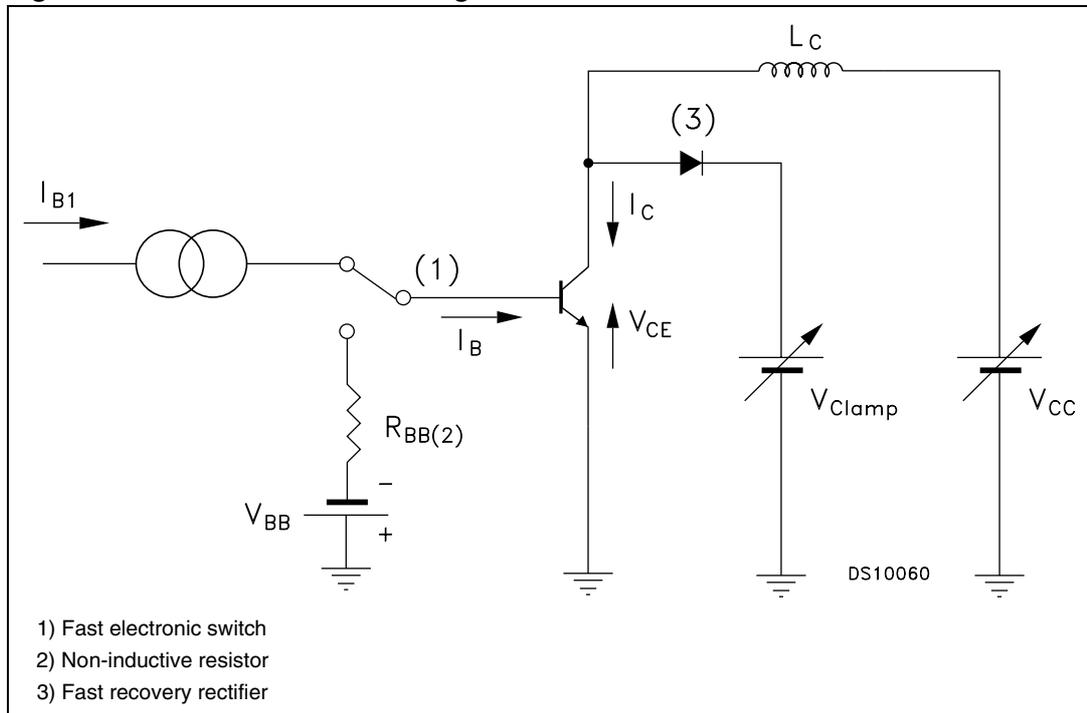 L_C
(3)
I_B1
I_C
(1)
I_B
V_CE
V_Clamp
V_CC
R_BB(2)
−
V_BB
+
DS10060
1) Fast electronic switch
2) Non-inductive resistor
3) Fast recovery rectifier